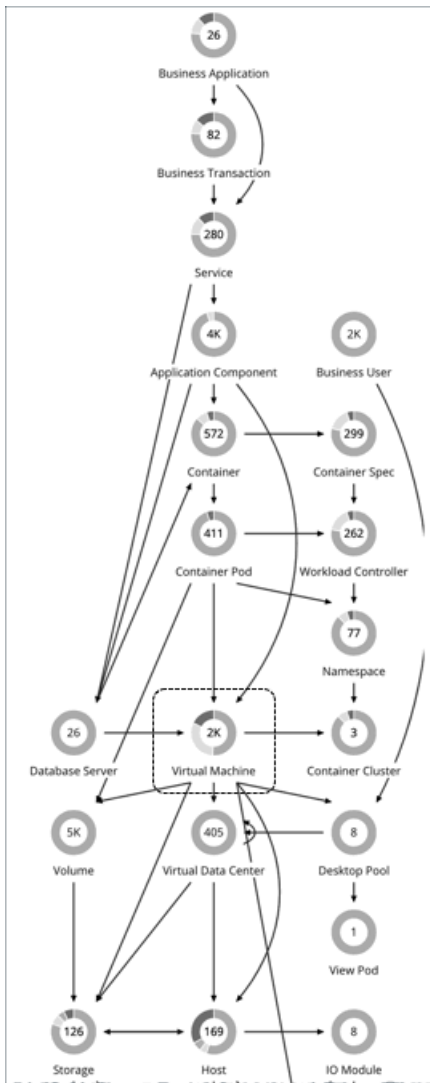 26
Business Application
82
Business Transaction
280
Service
4K 2K
Application Component Business User
572 299
Container Container Spec
411 262
Container Pod Workload Controller
77
Namespace
26 2K 3
Database Server Virtual Machine Container Cluster
5K 405 8
Volume Virtual Data Center Desktop Pool
1
View Pod
126 169 8
Storage Host IO Module